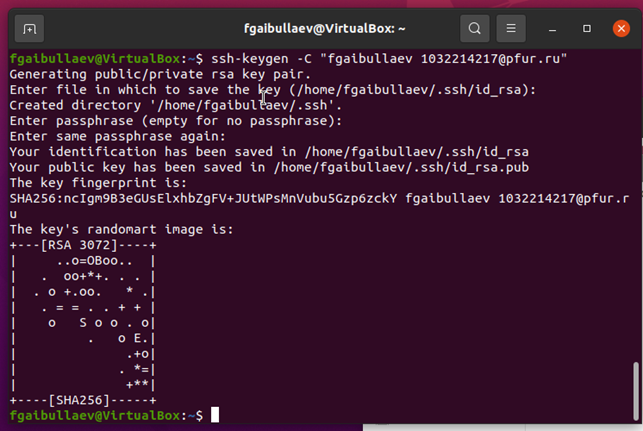 fgaibullaev@VirtualBox: ~
fgaibullaev@VirtualBox:~$ ssh-keygen -C "fgaibullaev 1032214217@pfur.ru"
Generating public/private rsa key pair.
Enter file in which to save the key (/home/fgaibullaev/.ssh/id_rsa):
Created directory '/home/fgaibullaev/.ssh'.
Enter passphrase (empty for no passphrase):
Enter same passphrase again:
Your identification has been saved in /home/fgaibullaev/.ssh/id_rsa
Your public key has been saved in /home/fgaibullaev/.ssh/id_rsa.pub
The key fingerprint is:
SHA256:ncIgm9B3eGUsElxhbZgFV+JUtWPsMnVubu5Gzp6zckY fgaibullaev 1032214217@pfur.r
u
The key's randomart image is:
+---[RSA 3072]----+
|     ..o=OBoo..  |
|   .  oo+*+. . . |
|  . o +.oo.   * .|
|   . = = . . + + |
|    o   S o o . o|
|         .   o E.|
|              .+o|
|             . *=|
|              +**|
+----[SHA256]-----+
fgaibullaev@VirtualBox:~$